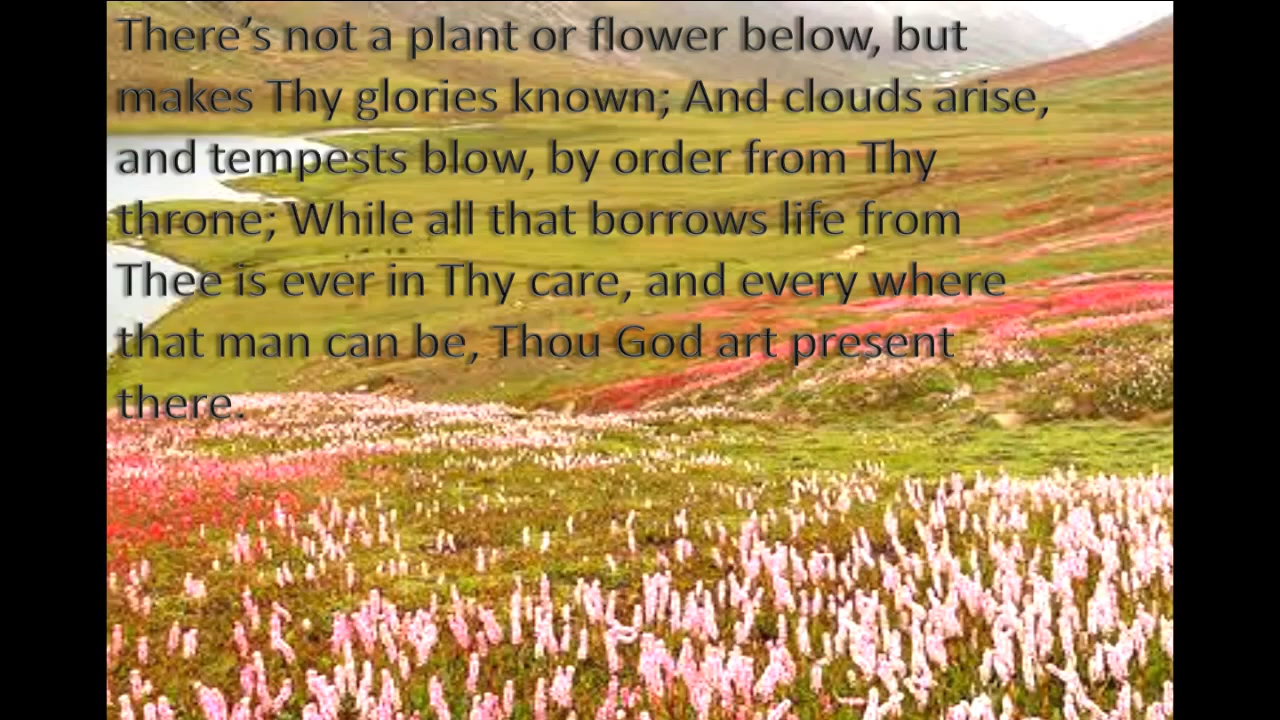 There’s not a plant or flower below, but
makes Thy glories known; And clouds arise,
and tempests blow, by order from Thy
throne; While all that borrows life from
Thee is ever in Thy care, and every where
that man can be, Thou God art present
there.